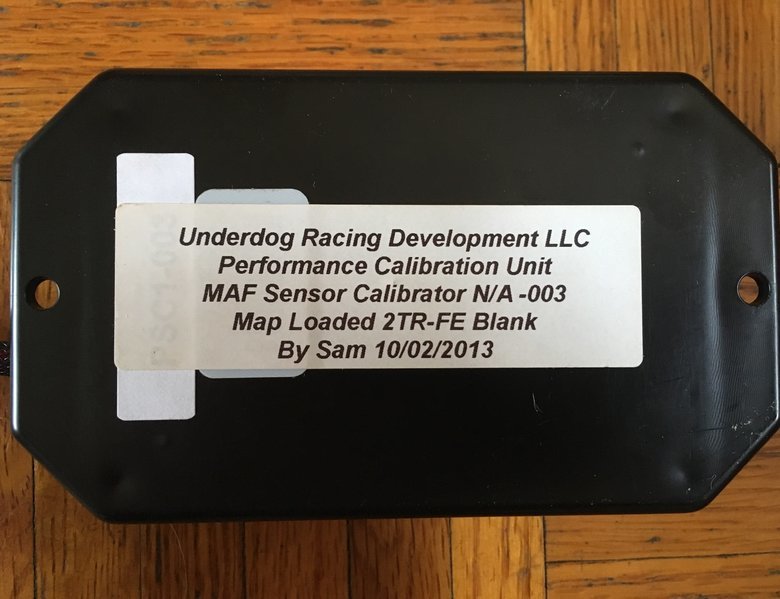 Underdog Racing Development LLC
Performance Calibration Unit
MAF Sensor Calibrator N/A -003
Map Loaded 2TR-FE Blank
By Sam 10/02/2013